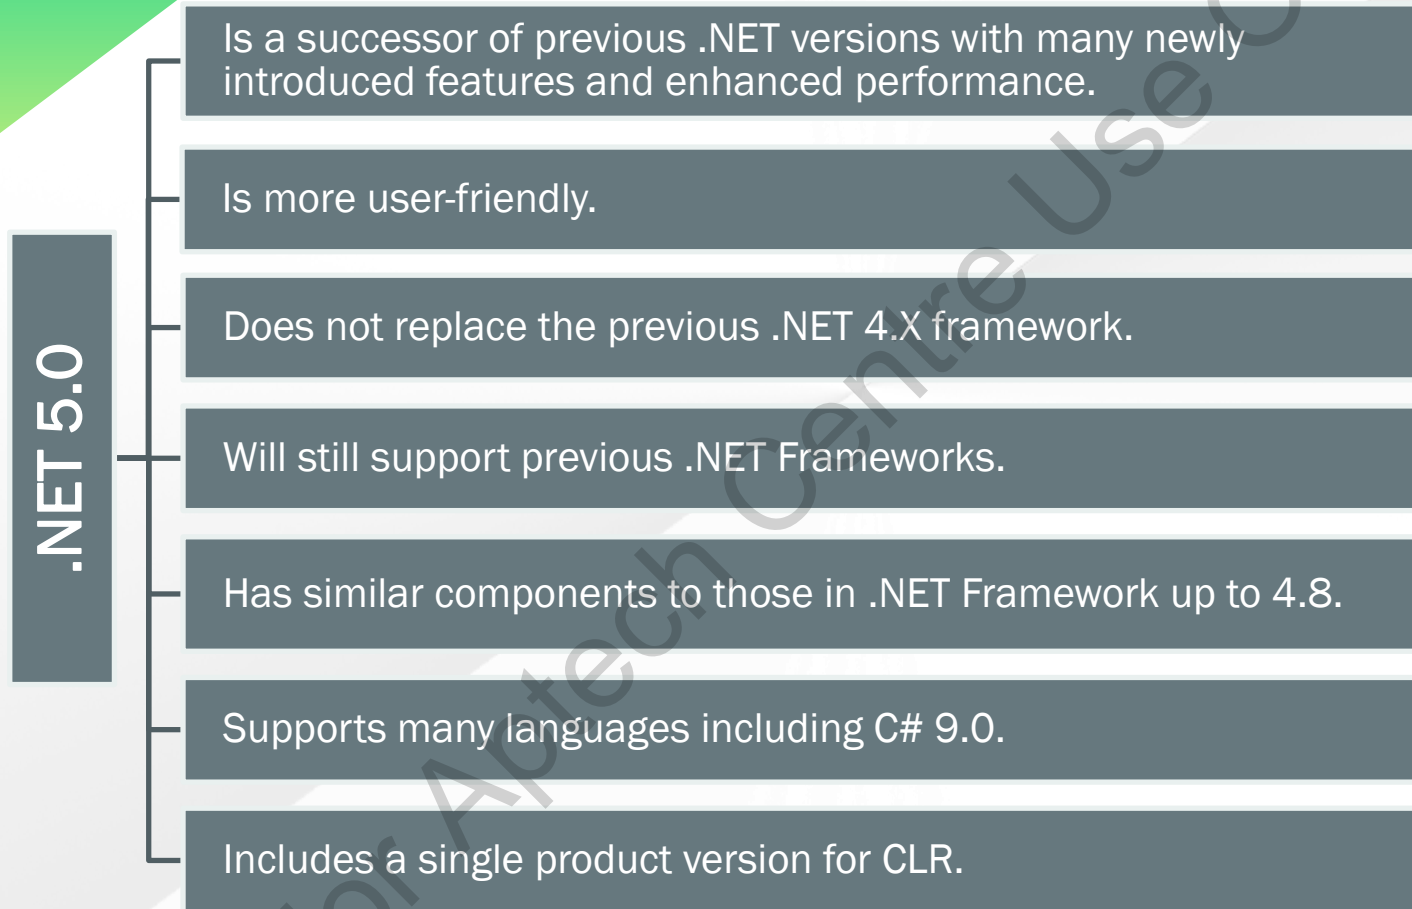 .NET 5.0
Is a successor of previous .NET versions with many newly
introduced features and enhanced performance.
Is more user-friendly.
Does not replace the previous .NET 4.X framework.
Will still support previous .NET Frameworks.
Has similar components to those in .NET Framework up to 4.8.
Supports many languages including C# 9.0.
Includes a single product version for CLR.
Aptech Centre Use